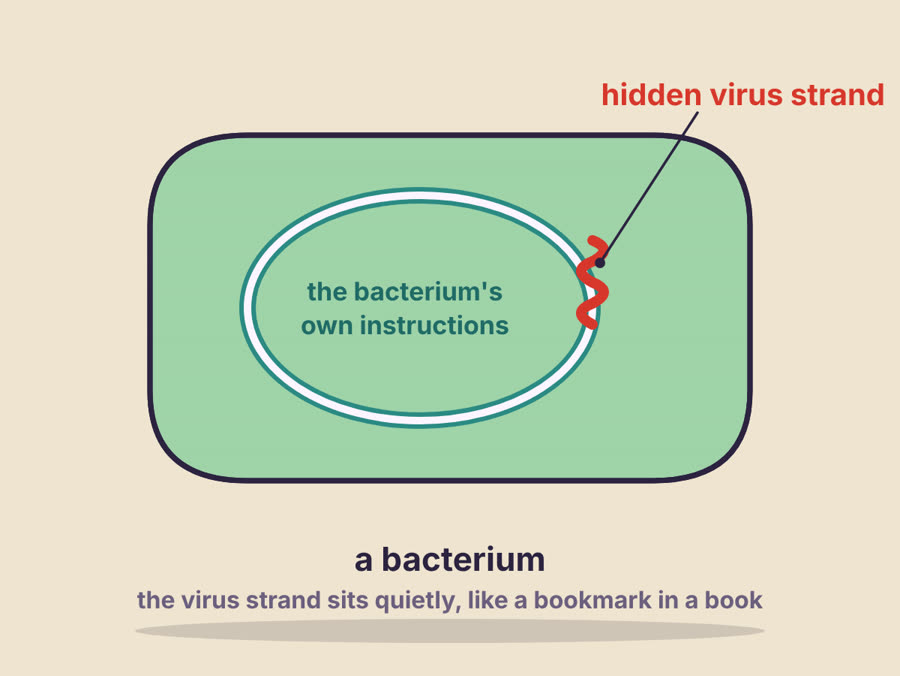 hidden virus strand
the bacterium's
own instructions
a bacterium
the virus strand sits quietly, like a bookmark in a book